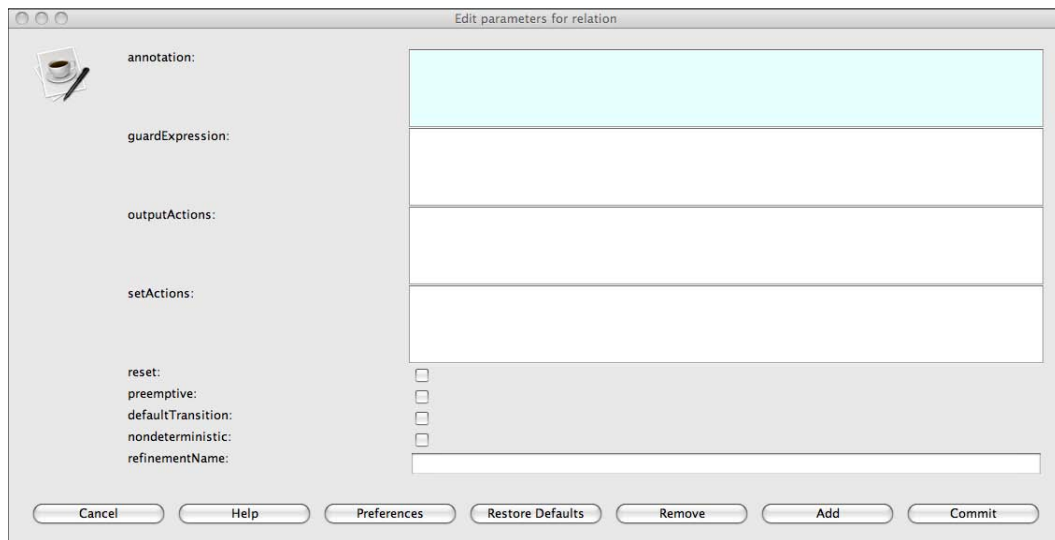 Edit parameters for relation
annotation:
guardExpression:
outputActions:
setActions:
reset:
preemptive:
defaultTransition:
nondeterministic:
refinementName:
Cancel Help Preferences Restore Defaults Remove Add Commit